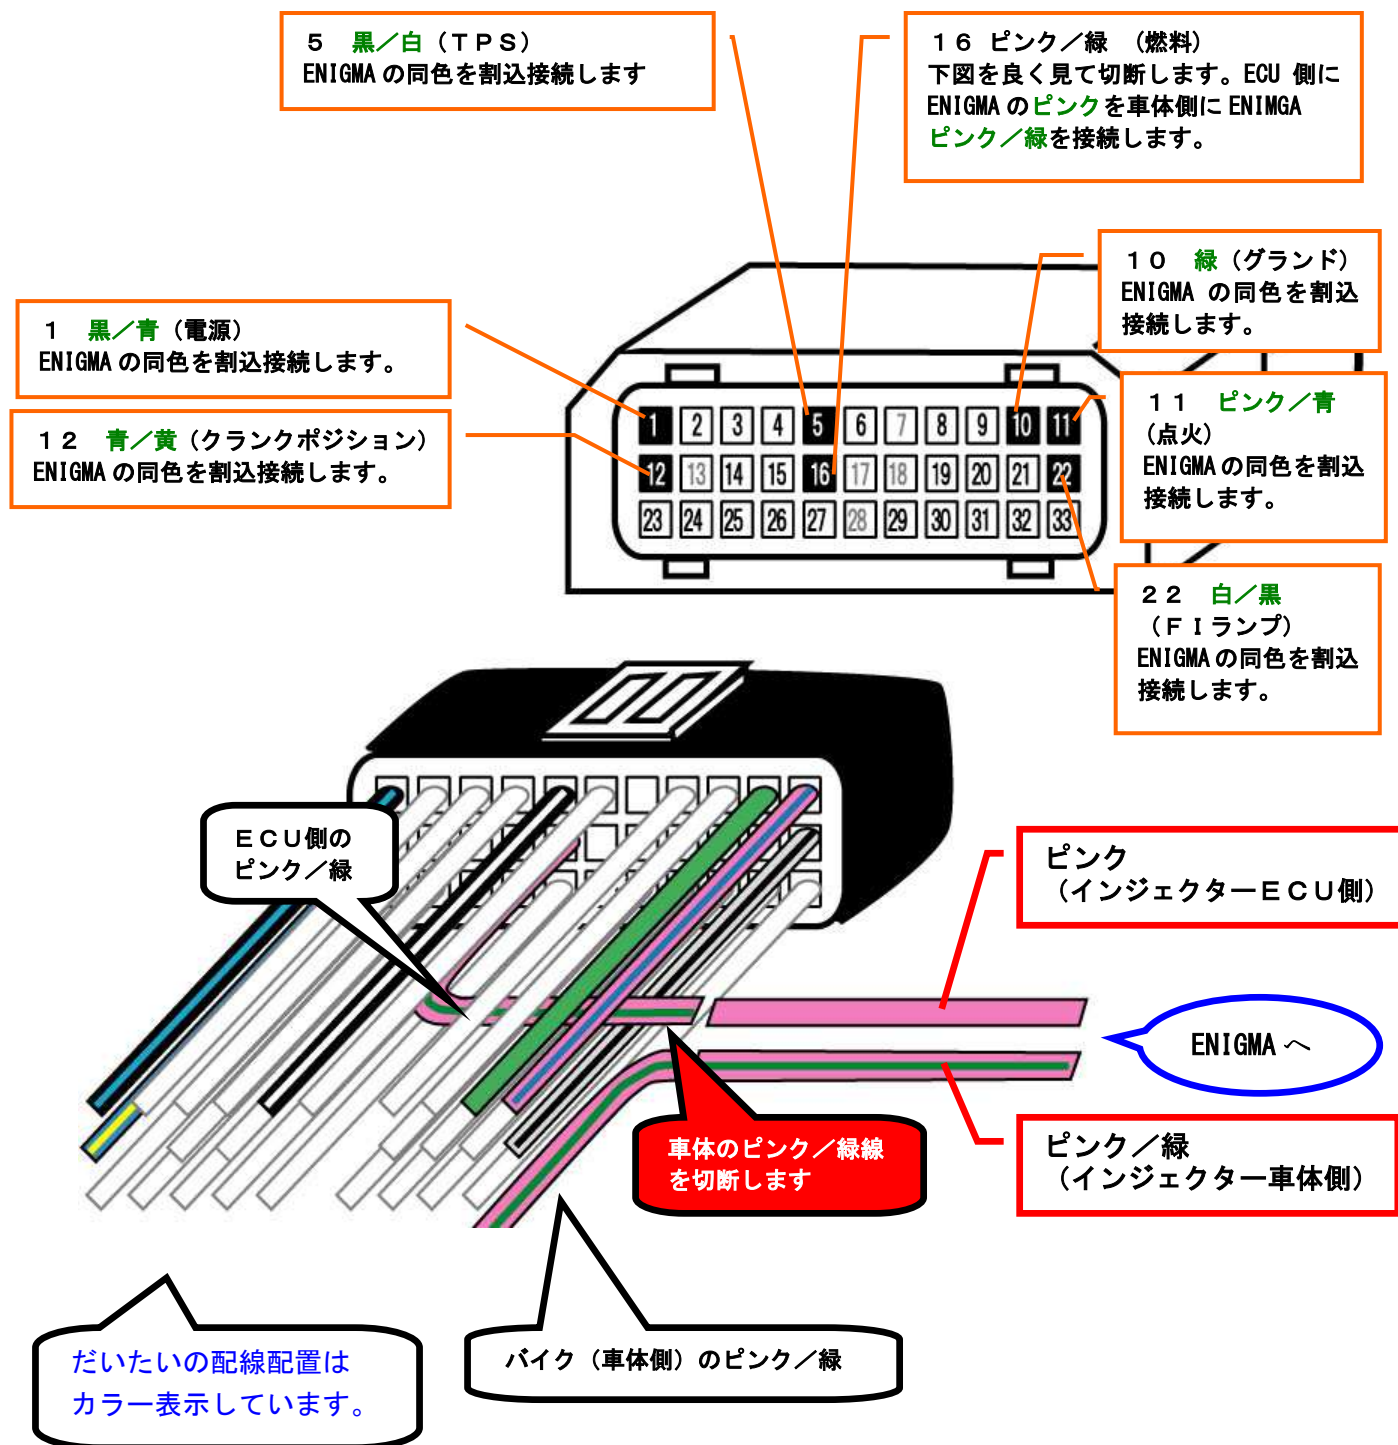 5　黒／白（ＴＰＳ）
ENIGMA の同色を割込接続します
１６ ピンク／緑　（燃料）
下図を良く見て切断します。ECU 側に
ENIGMA のピンクを車体側に ENIMGA
ピンク／緑を接続します。
１０　緑（グランド）
ENIGMA の同色を割込
接続します。
１　黒／青（電源）
ENIGMA の同色を割込接続します。
１２　青／黄（クランクポジション）
ENIGMA の同色を割込接続します。
１１　ピンク／青
（点火）
ENIGMA の同色を割込
接続します。
２２　白／黒
（ＦＩランプ）
ENIGMA の同色を割込
接続します。
1 2 3 4 5 6 7 8 9 10 11
12 13 14 15 16 17 18 19 20 21 22
23 24 25 26 27 28 29 30 31 32 33
ＥＣＵ側の
ピンク／緑
ピンク
（インジェクターＥＣＵ側）
ENIGMA へ
車体のピンク／緑線
を切断します
ピンク／緑
（インジェクター車体側）
バイク（車体側）のピンク／緑
だいたいの配線配置は
カラー表示しています。